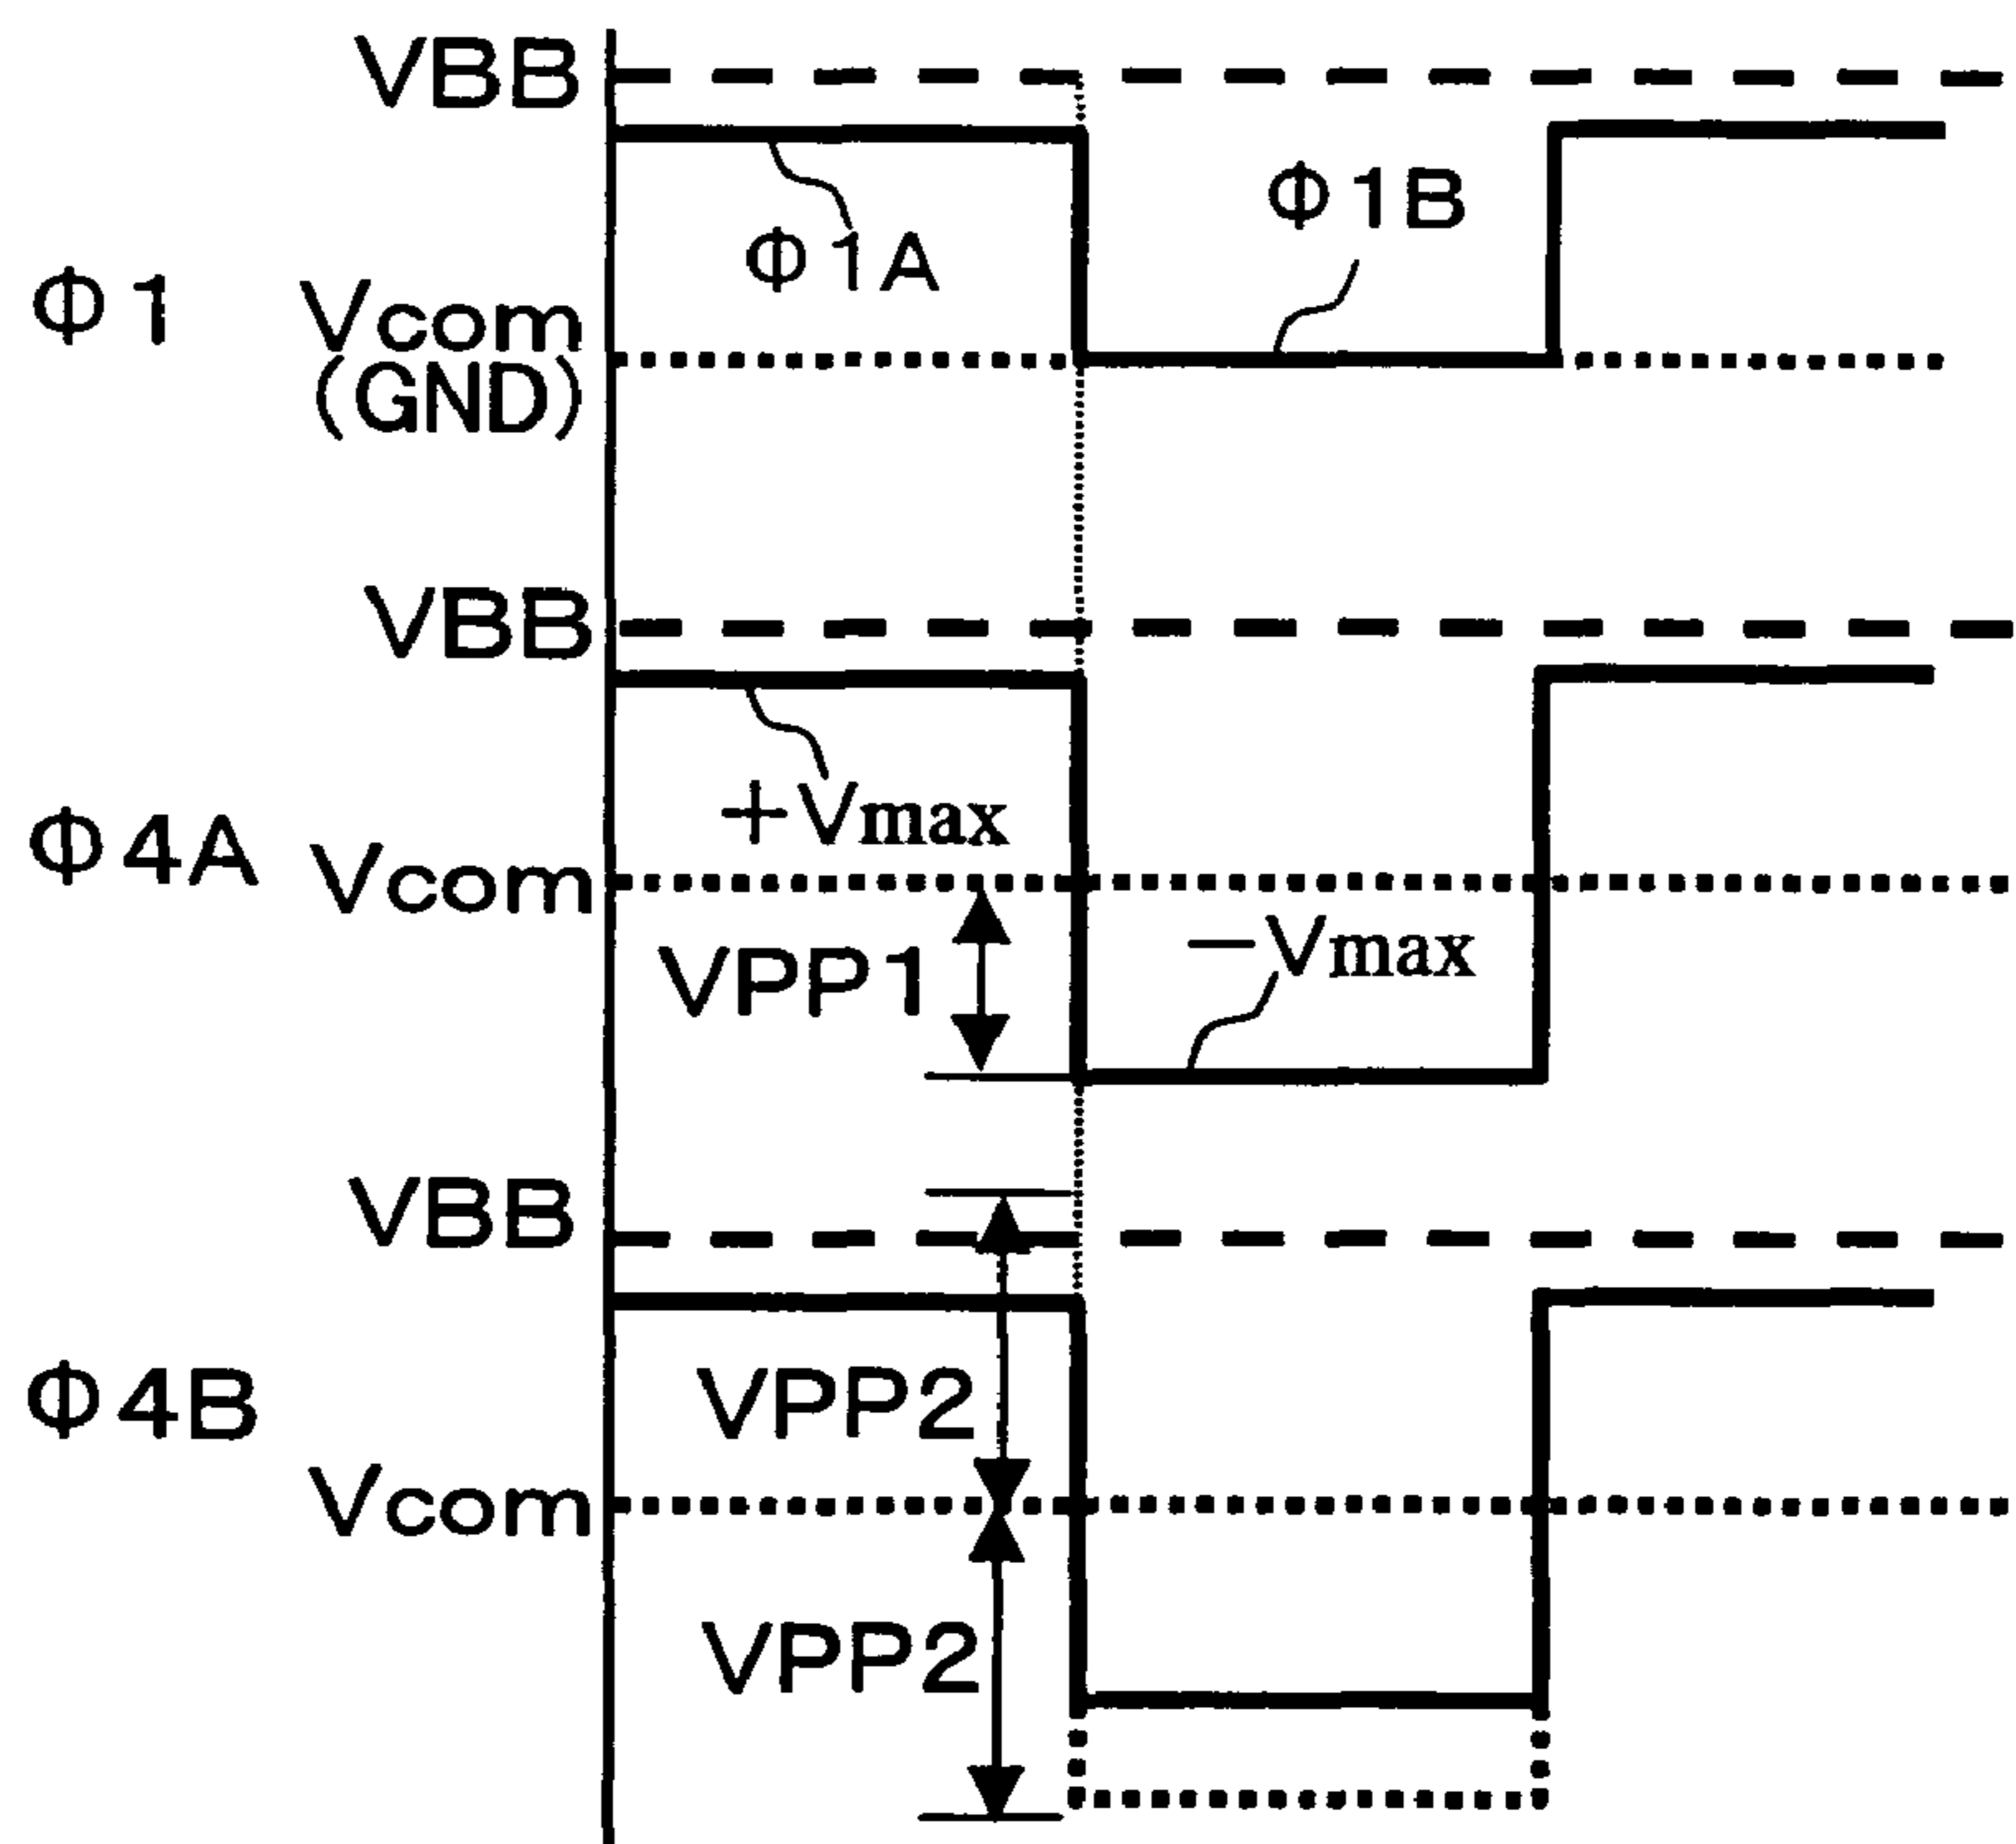 VBB
Φ1A
Φ1B
Φ1
Vcom
(GND)
VBB
+Vmax
Φ4A
Vcom
VPP1
−Vmax
VBB
VPP2
Φ4B
Vcom
VPP2